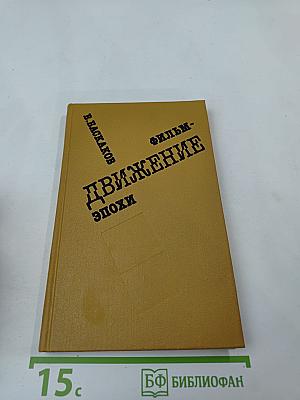 В. БАСКАКОВ
ФИЛЬМ-
ДВИЖЕНИЕ
ЭПОХИ
15с
БФ БИБЛИОФАН